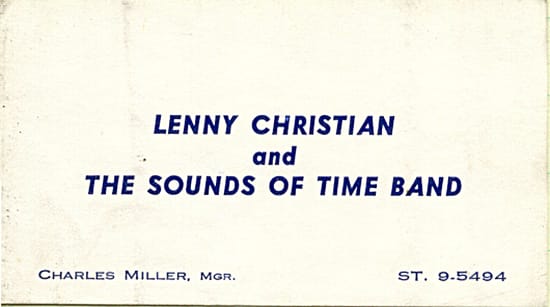 LENNY CHRISTIAN
and
THE SOUNDS OF TIME BAND
CHARLES MILLER, MGR.
ST. 9-5494